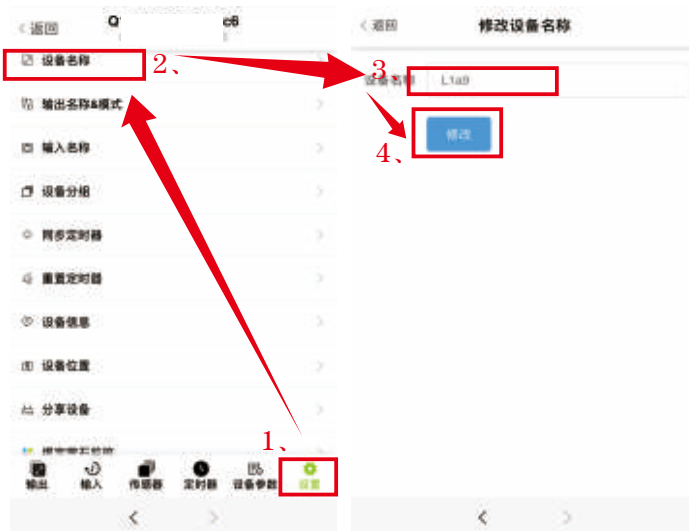 返回
c6
设备名称
2、
输出名称&模式
输入名称
设备分组
同步定时器
重置定时器
设备信息
设备位置
分享设备
1、
输出
输入
传感器
定时器
设备参数
设置
返回
修改设备名称
3、
设备名称
L1a9
修改
4、